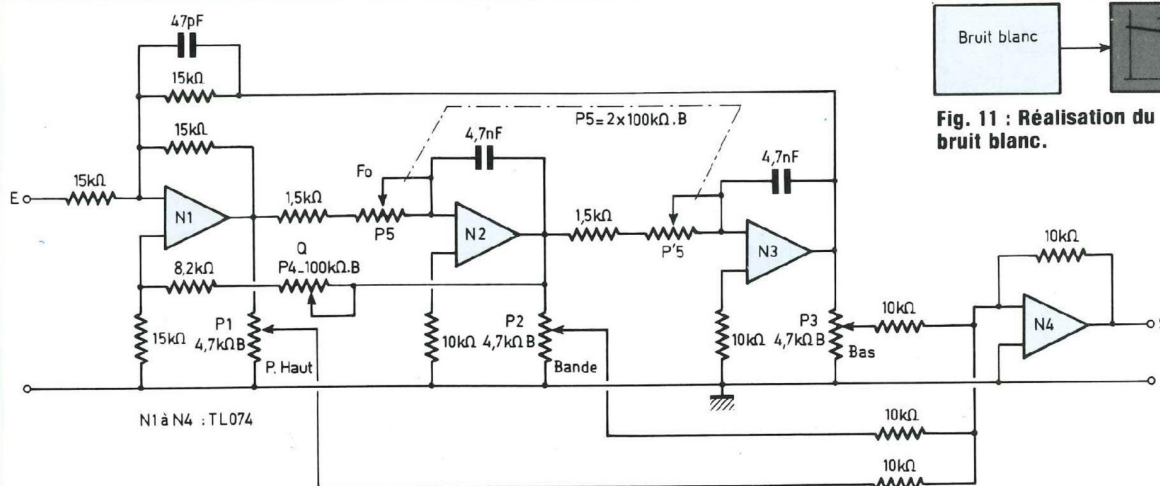 47pF
15kΩ
15kΩ
E
15kΩ
N1
8,2kΩ
Q
P4_100kΩ.B
15kΩ
P1
4,7kΩB
P.Haut
1,5kΩ
Fo
P5
P5=2x100kΩ.B
4,7nF
N2
10kΩ
P2
4,7kΩB
Bande
1,5kΩ
P'5
4,7nF
N3
10kΩ
P3
4,7kΩB
Bas
10kΩ
10kΩ
N4
10kΩ
10kΩ
N1 à N4 : TL074
Bruit blanc
Fig. 11 : Réalisation du
bruit blanc.